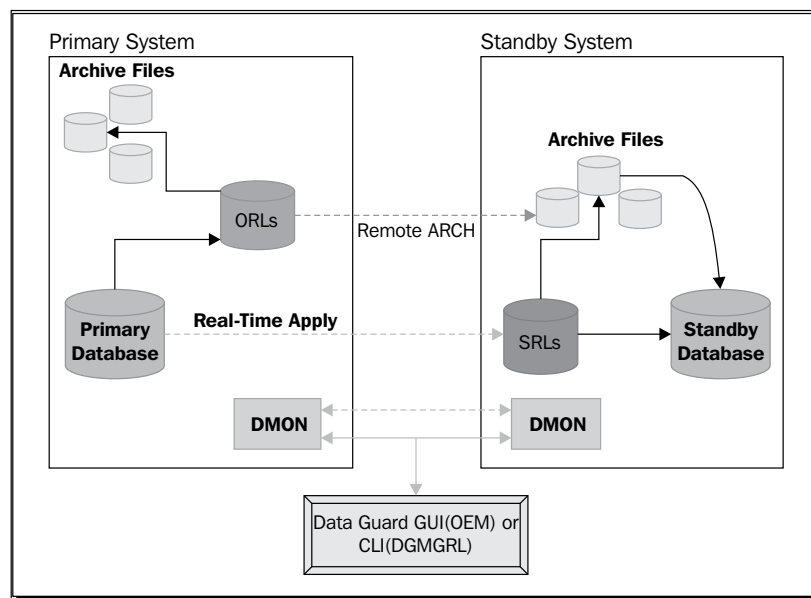 Primary System
Standby System
Archive Files
Archive Files
ORLs
Remote ARCH
Real-Time Apply
Primary
Database
SRLs
Standby
Database
DMON
DMON
Data Guard GUI(OEM) or
CLI(DGMGRL)